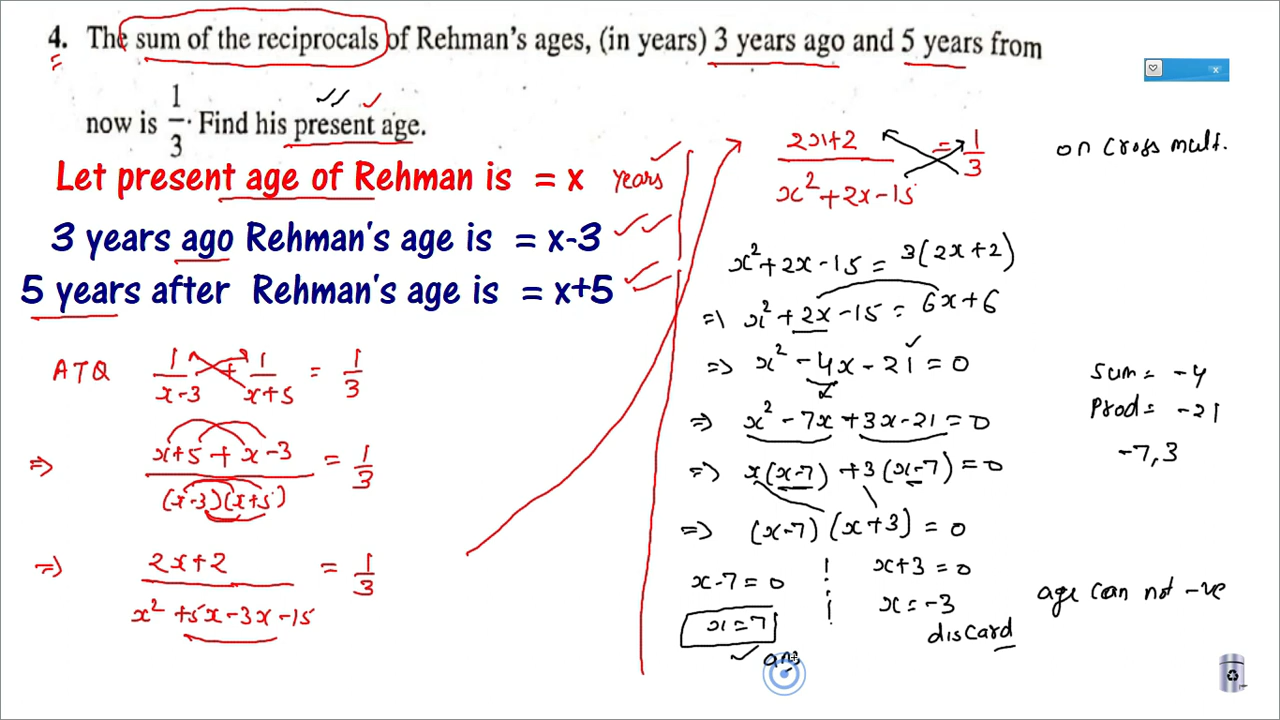 4. The sum of the reciprocals of Rehman's ages, (in years) 3 years ago and 5 years from
now is 1/3. Find his present age.
Let present age of Rehman is = x years
3 years ago Rehman's age is = x-3
5 years after Rehman's age is = x+5
ATQ 1/(x-3) + 1/(x+5) = 1/3
⇒ (x+5+x-3)/((x-3)(x+5)) = 1/3
⇒ (2x+2)/(x²+5x-3x-15) = 1/3
(2x+2)/(x²+2x-15) = 1/3 on cross mult.
x²+2x-15 = 3(2x+2)
⇒ x²+2x-15 = 6x+6
⇒ x²-4x-21 = 0
Sum = -4
Prod = -21
-7, 3
⇒ x²-7x+3x-21 = 0
⇒ x(x-7)+3(x-7) = 0
⇒ (x-7)(x+3) = 0
x-7 = 0
x = 7
ans
x+3 = 0
x = -3
discard
age can not -ve